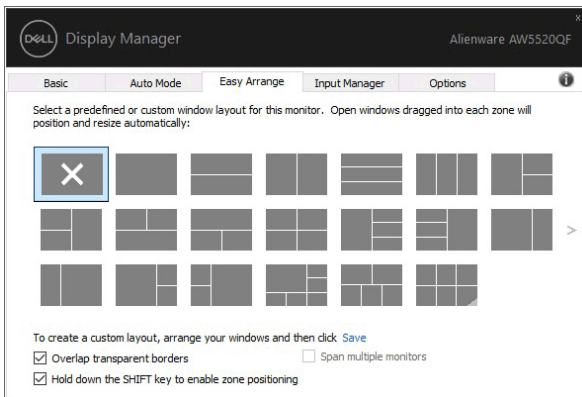 x
DELL Display Manager Alienware AW5520QF
Basic Auto Mode Easy Arrange Input Manager Options i
Select a predefined or custom window layout for this monitor. Open windows dragged into each zone will
position and resize automatically:
>
To create a custom layout, arrange your windows and then click Save
Overlap transparent borders Span multiple monitors
Hold down the SHIFT key to enable zone positioning